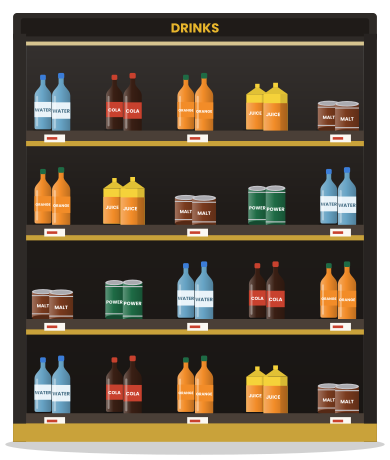 DRINKS
WATER WATER COLA COLA ORANGE ORANGE JUICE JUICE MALT MALT
ORANGE ORANGE JUICE JUICE MALT MALT POWER POWER WATER WATER
MALT MALT POWER POWER WATER WATER COLA COLA ORANGE ORANGE
WATER WATER COLA COLA ORANGE ORANGE JUICE JUICE MALT MALT